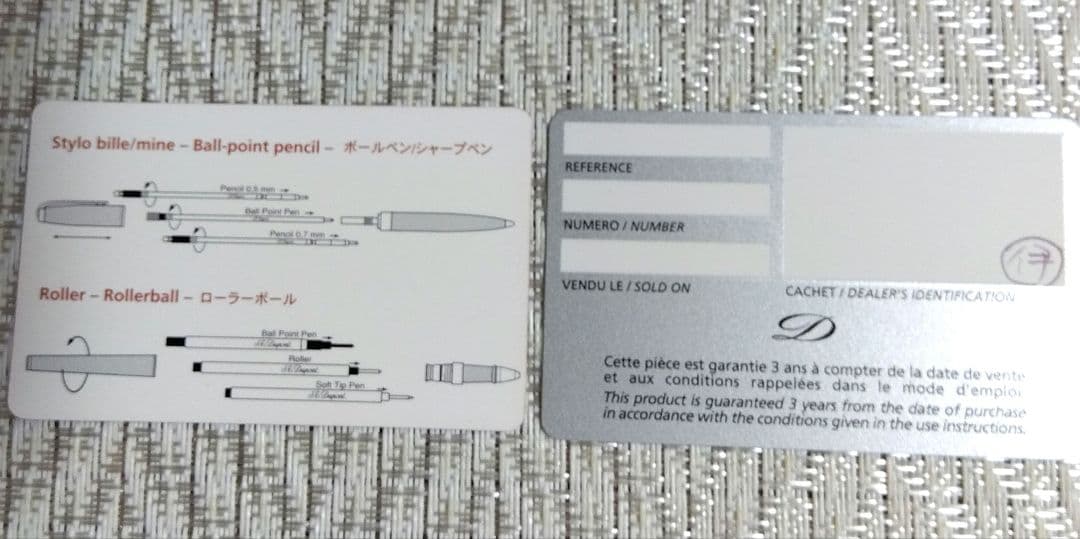 Stylo bille/mine – Ball-point pencil – ボールペン/シャープペン
Pencil 0,5 mm
Ball Point Pen
Pencil 0,7 mm
Roller – Rollerball – ローラーボール
Ball Point Pen
S.T. Dupont
Roller
S.T. Dupont
Soft Tip Pen
S.T. Dupont
REFERENCE
NUMERO / NUMBER
VENDU LE / SOLD ON
伊
CACHET / DEALER'S IDENTIFICATION
D
Cette pièce est garantie 3 ans à compter de la date de vente
et aux conditions rappelées dans le mode d'emploi
This product is guaranteed 3 years from the date of purchase
in accordance with the conditions given in the use instructions.